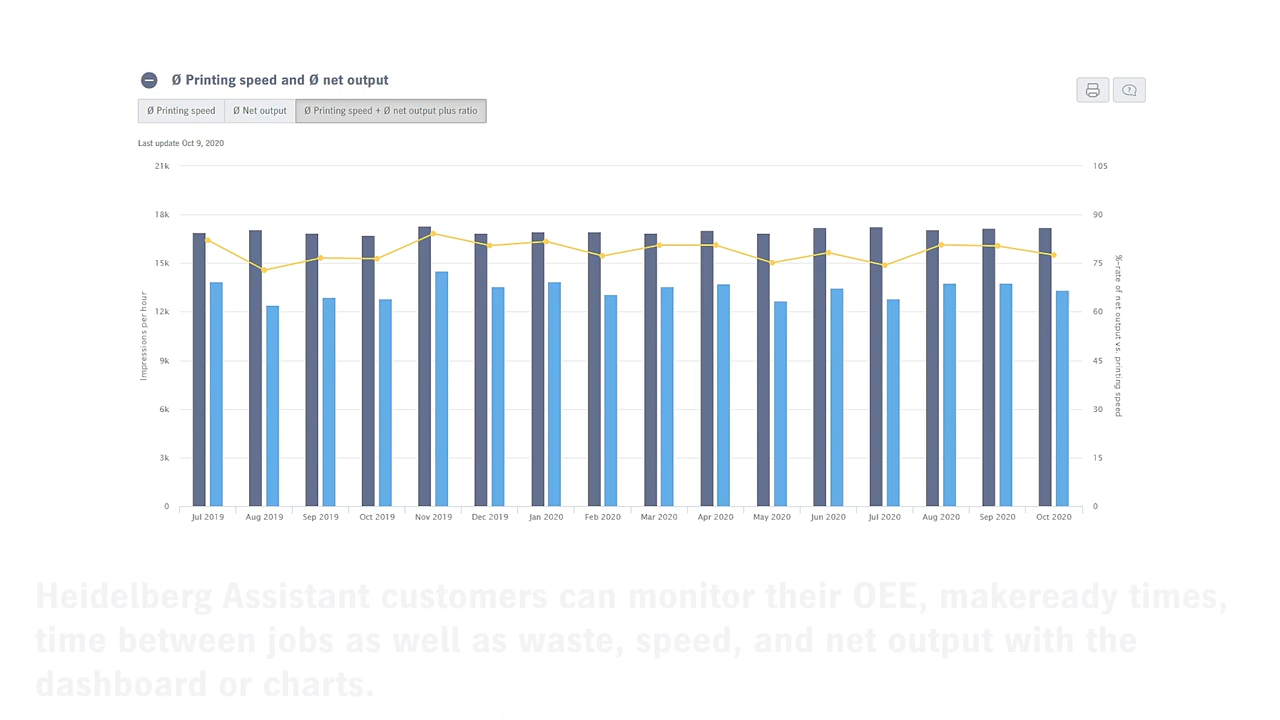 Ø Printing speed and Ø net output
Ø Printing speed
Ø Net output
Ø Printing speed + Ø net output plus ratio
Last update Oct 9, 2020
21k
18k
15k
12k
9k
6k
3k
0
Impressions per hour
105
90
75
60
45
30
15
0
%-rate of net output vs. printing speed
Jul 2019
Aug 2019
Sep 2019
Oct 2019
Nov 2019
Dec 2019
Jan 2020
Feb 2020
Mar 2020
Apr 2020
May 2020
Jun 2020
Jul 2020
Aug 2020
Sep 2020
Oct 2020
Heidelberg Assistant customers can monitor their OEE, makeready times,
time between jobs as well as waste, speed, and net output with the
dashboard or charts.